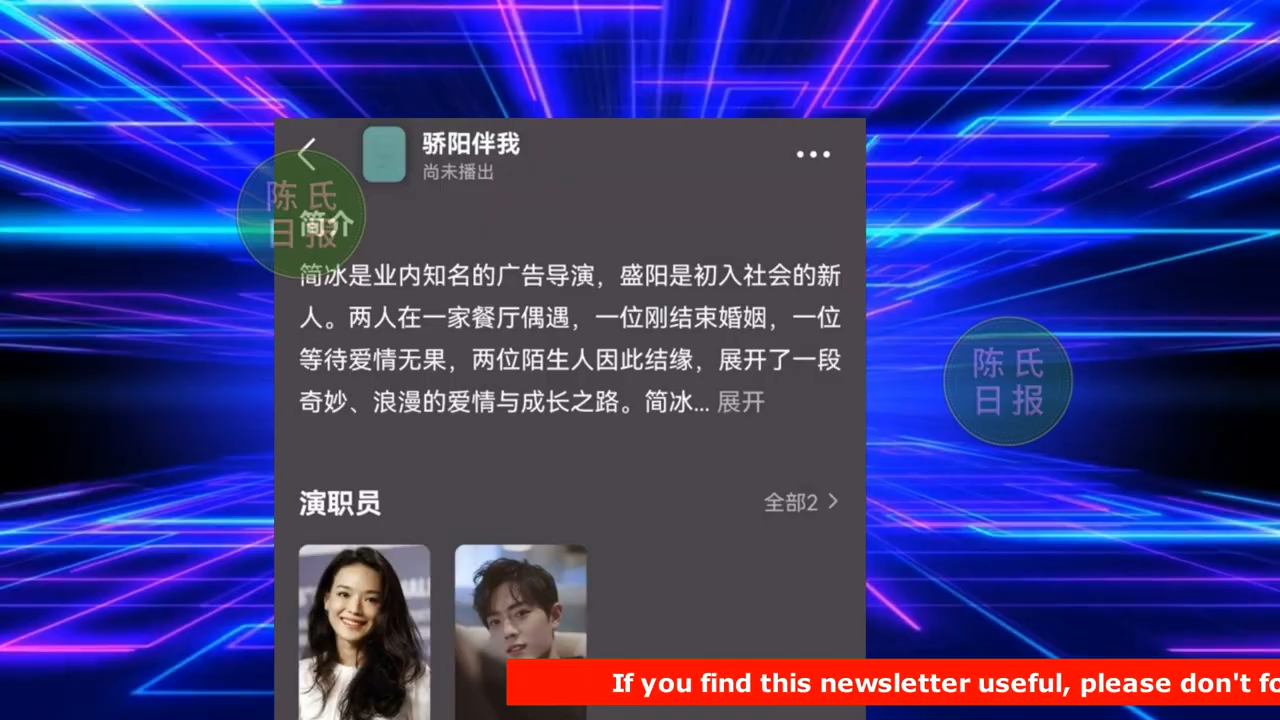 骄阳伴我
尚未播出
陈氏
日报
简介
简冰是业内知名的广告导演，盛阳是初入社会的新
人。两人在一家餐厅偶遇，一位刚结束婚姻，一位
等待爱情无果，两位陌生人因此结缘，展开了一段
奇妙、浪漫的爱情与成长之路。简冰... 展开
陈氏
日报
演职员
全部2 >
If you find this newsletter useful, please don't fo